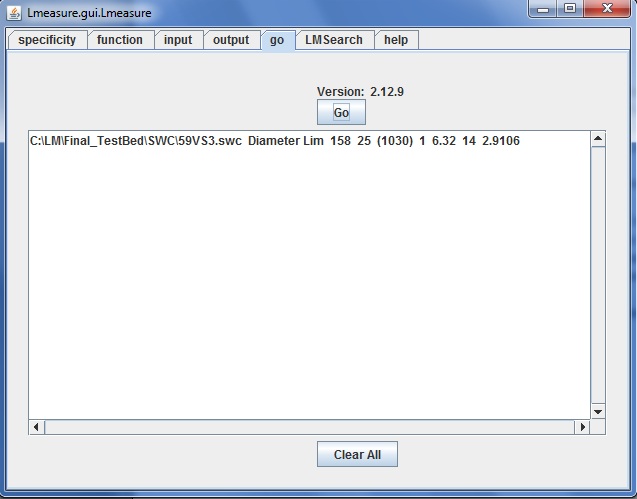 Lmeasure.gui.Lmeasure
specificity function input output go LMSearch help
Version: 2.12.9
Go
C:\LM\Final_TestBed\SWC\59VS3.swc Diameter Lim 158 25 (1030) 1 6.32 14 2.9106
Clear All